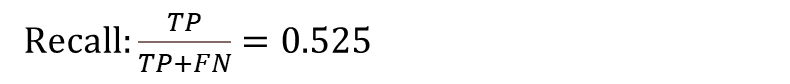 Recall: TP/TP+FN = 0.525